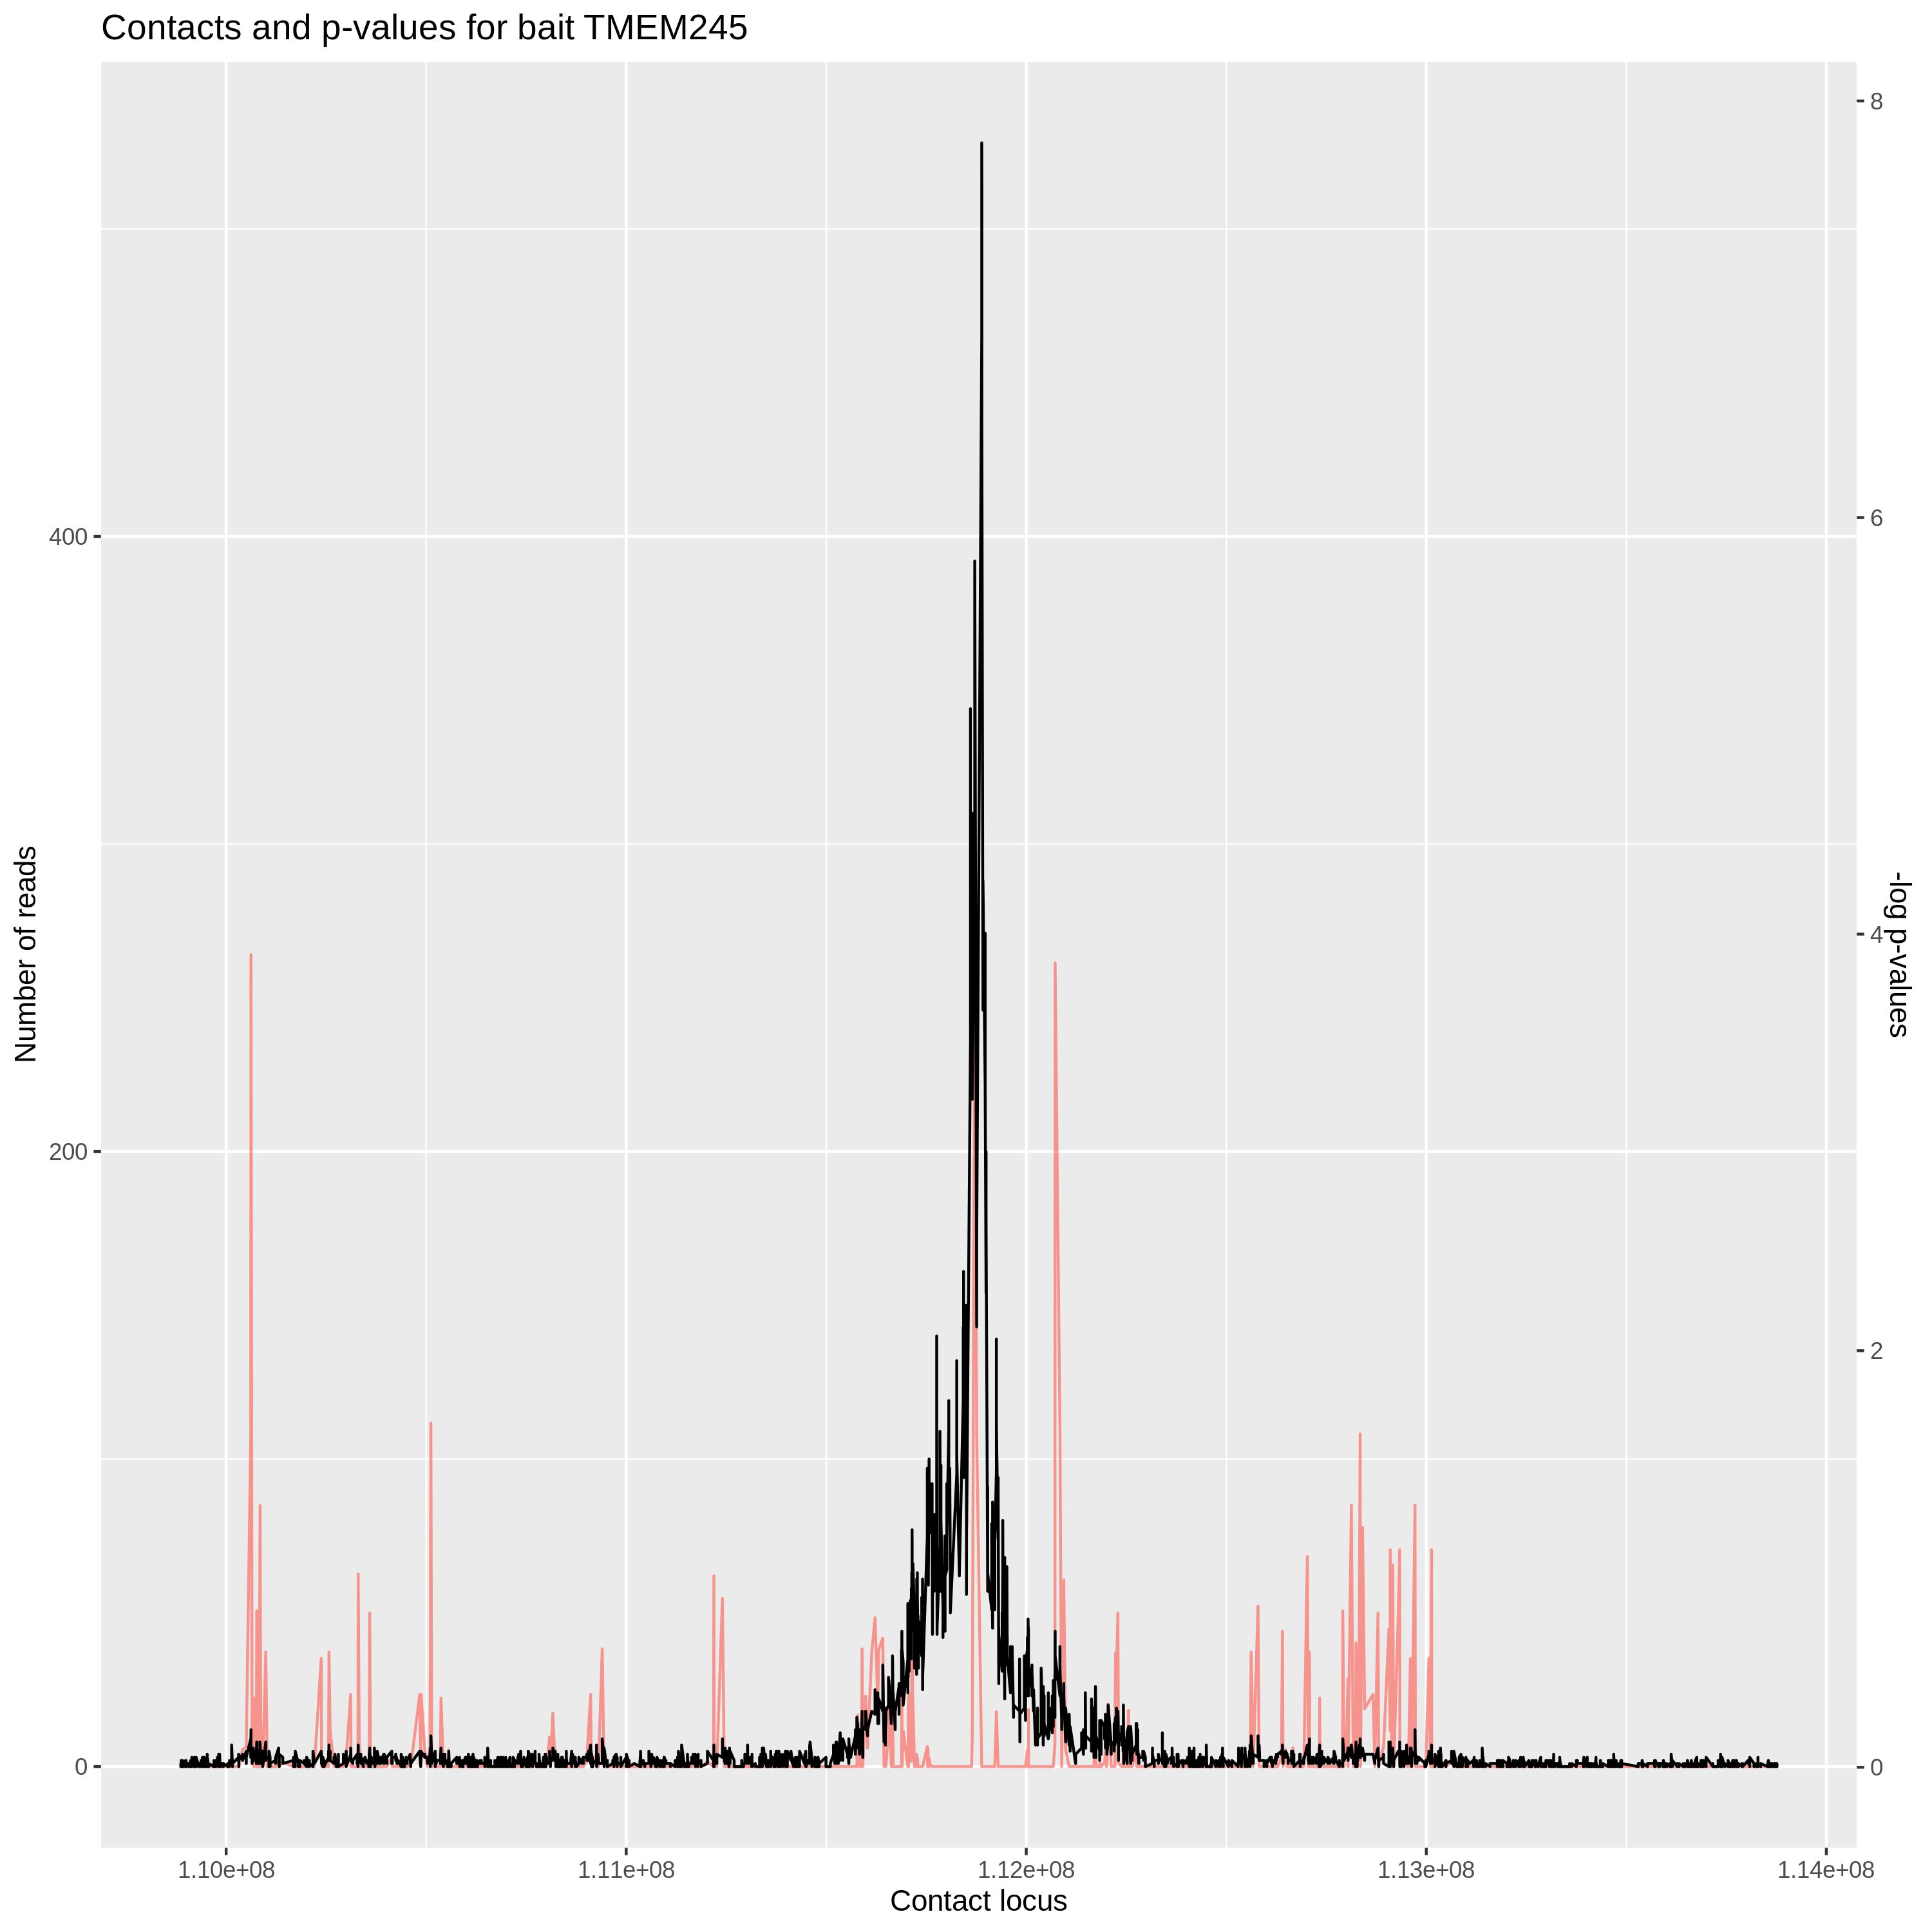 Contacts and p-values for bait TMEM245
8
400
6
Number of reads
-log p-values
4
200
2
0
0
1.10e+08
1.11e+08
1.12e+08
1.13e+08
1.14e+08
Contact locus